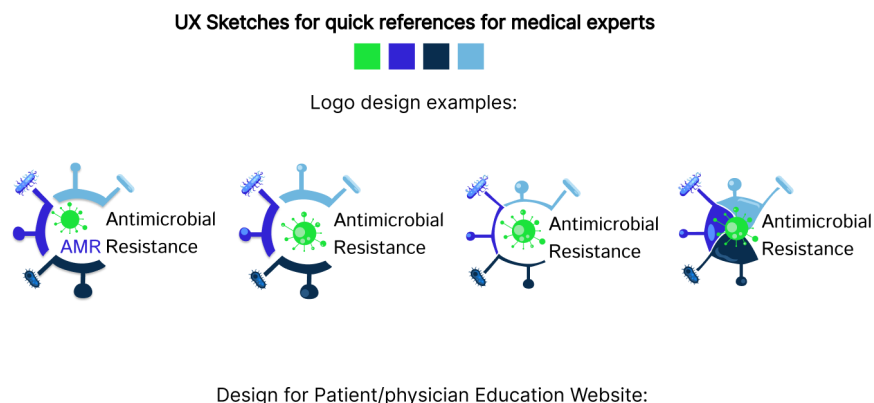 UX Sketches for quick references for medical experts
Logo design examples:
Antimicrobial
AMR Resistance
Antimicrobial
Resistance
Antimicrobial
Resistance
Antimicrobial
Resistance
Design for Patient/physician Education Website: